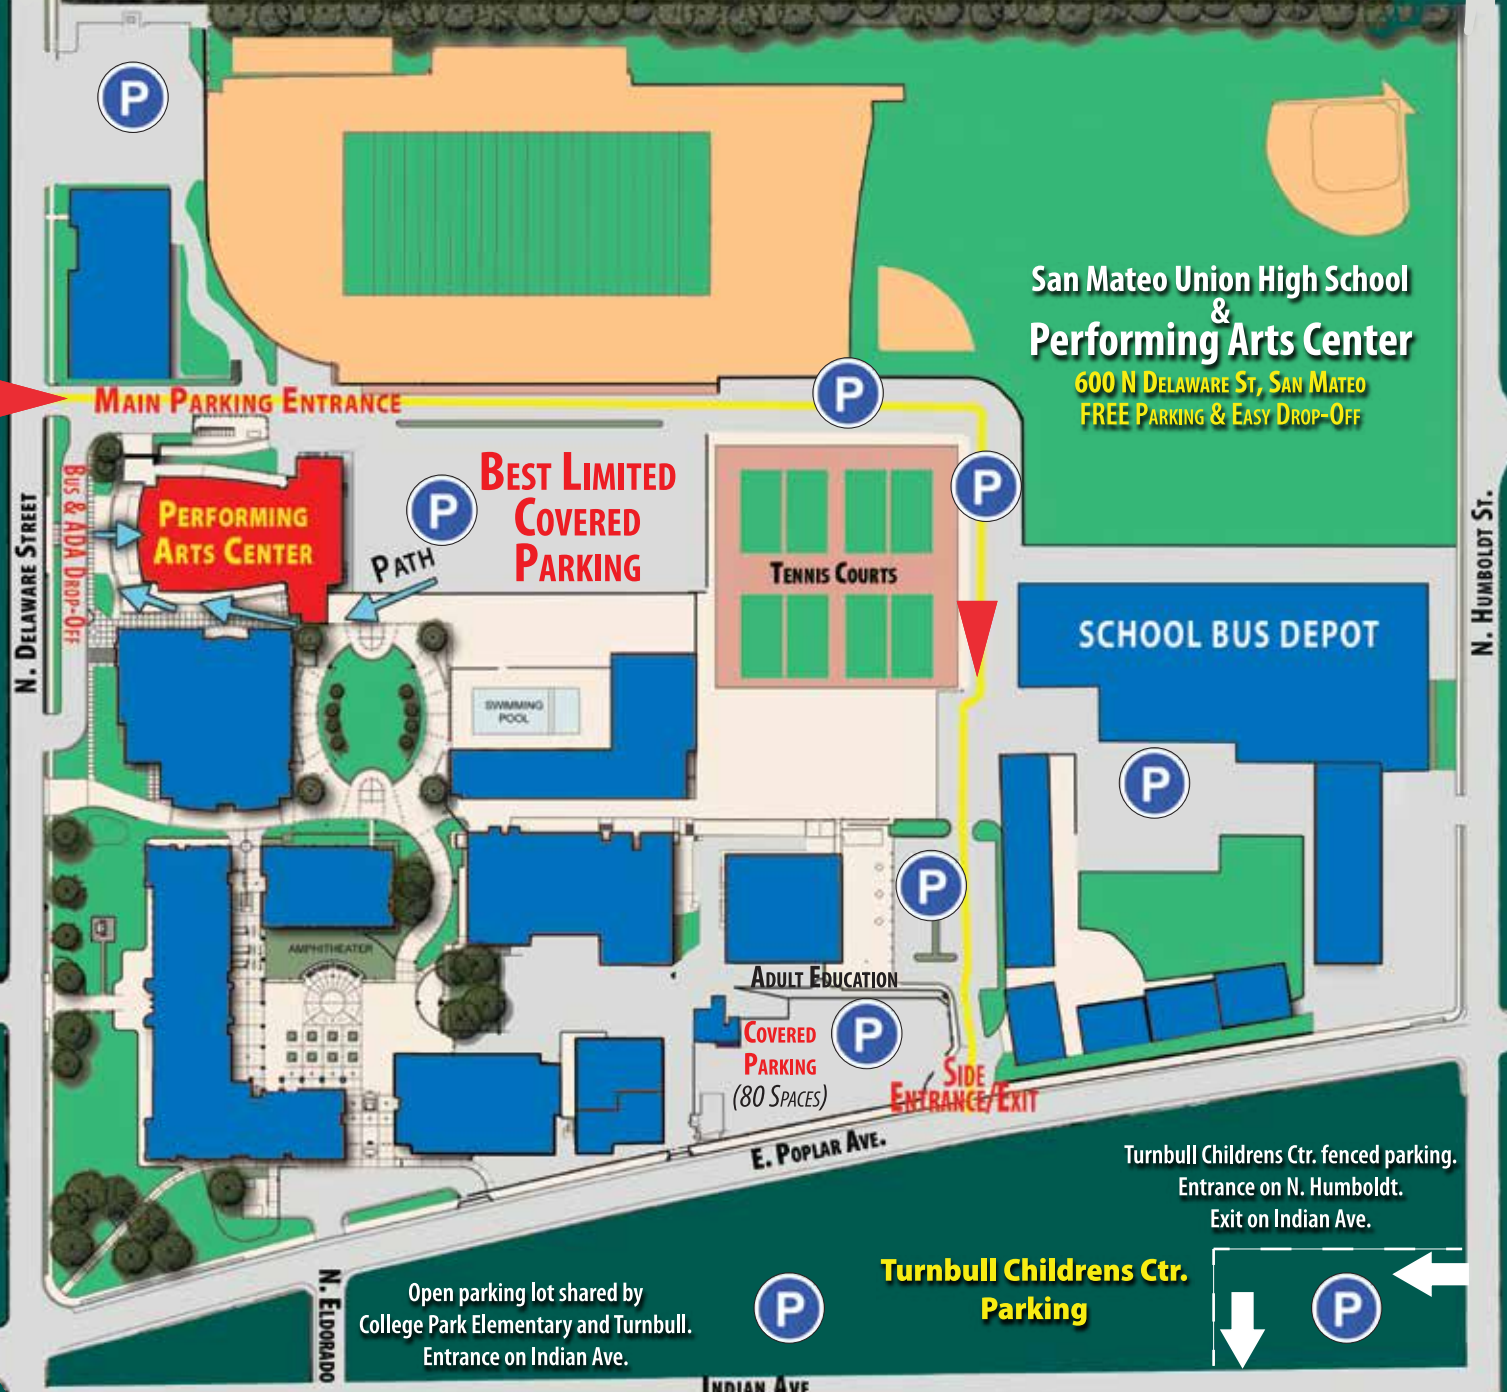 P
San Mateo Union High School
&
Performing Arts Center
600 N Delaware St, San Mateo
FREE Parking & Easy Drop-Off
Main Parking Entrance
P
P
P
Best Limited
Covered
Parking
Bus & ADA Drop-Off
Performing
Arts Center
Path
Tennis Courts
N. Delaware Street
N. Humboldt St.
SCHOOL BUS DEPOT
SWIMMING
POOL
P
P
AMPHITHEATER
Adult Education
Covered
Parking
(80 Spaces)
P
Side
Entrance/Exit
E. Poplar Ave.
Turnbull Childrens Ctr. fenced parking.
Entrance on N. Humboldt.
Exit on Indian Ave.
Turnbull Childrens Ctr.
Parking
P
P
N. Eldorado
Open parking lot shared by
College Park Elementary and Turnbull.
Entrance on Indian Ave.
Indian Ave